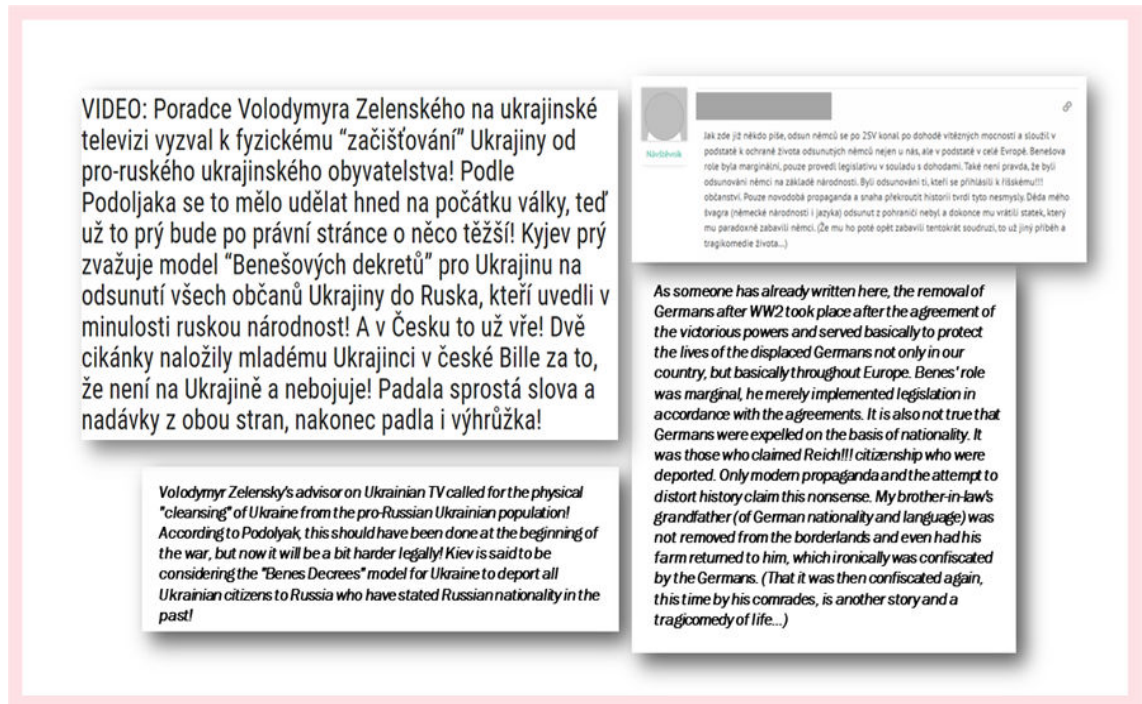 VIDEO: Poradce Volodymyra Zelenského na ukrajinské
televizi vyzval k fyzickému “začišťování” Ukrajiny od
pro-ruského ukrajinského obyvatelstva! Podle
Podoljaka se to mělo udělat hned na počátku války, teď
už to prý bude po právní stránce o něco těžší! Kyjev prý
zvažuje model “Benešových dekretů” pro Ukrajinu na
odsunutí všech občanů Ukrajiny do Ruska, kteří uvedli v
minulosti ruskou národnost! A v Česku to už vře! Dvě
cikánky naložily mladému Ukrajinci v české Bille za to,
že není na Ukrajině a nebojuje! Padala sprostá slova a
nadávky z obou stran, nakonec padla i výhrůžka!
Volodymyr Zelensky's advisor on Ukrainian TV called for the physical
"cleansing" of Ukraine from the pro-Russian Ukrainian population!
According to Podolyak, this should have been done at the beginning of
the war, but now it will be a bit harder legally! Kiev is said to be
considering the "Benes Decrees" model for Ukraine to deport all
Ukrainian citizens to Russia who have stated Russian nationality in the
past!
Návštěvník
Jak zde již někdo píše, odsun němců se po 2SV konal po dohodě vítězných mocností a sloužil v
podstatě k ochraně života odsunutých němců nejen u nás, ale v podstatě v celé Evropě. Benešova
role byla marginální, pouze provedl legislativu v souladu s dohodami. Také není pravda, že byli
odsunováni němci na základě národnosti. Byli odsunováni ti, kteří se přihlásili k říšskému!!!
občanství. Pouze novodobá propaganda a snaha překroutit historii tvrdí tyto nesmysly. Děda mého
švagra (německé národnosti i jazyka) odsunut z pohraničí nebyl a dokonce mu vrátili statek, který
mu paradoxně zabavili němci. (Že mu ho poté opět zabavili tentokrát soudruzi, to už jiný příběh a
tragikomedie života...)
As someone has already written here, the removal of
Germans after WW2 took place after the agreement of
the victorious powers and served basically to protect
the lives of the displaced Germans not only in our
country, but basically throughout Europe. Benes' role
was marginal, he merely implemented legislation in
accordance with the agreements. It is also not true that
Germans were expelled on the basis of nationality. It
was those who claimed Reich!!! citizenship who were
deported. Only modern propaganda and the attempt to
distort history claim this nonsense. My brother-in-law's
grandfather (of German nationality and language) was
not removed from the borderlands and even had his
farm returned to him, which ironically was confiscated
by the Germans. (That it was then confiscated again,
this time by his comrades, is another story and a
tragicomedy of life...)